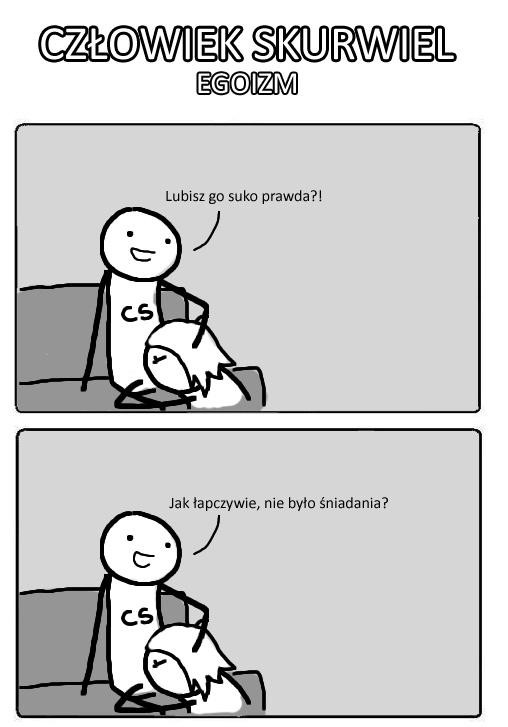 CZŁOWIEK SKURWIEL
EGOIZM
Lubisz go suko prawda?!
CS
Jak łapczywie, nie było śniadania?
CS